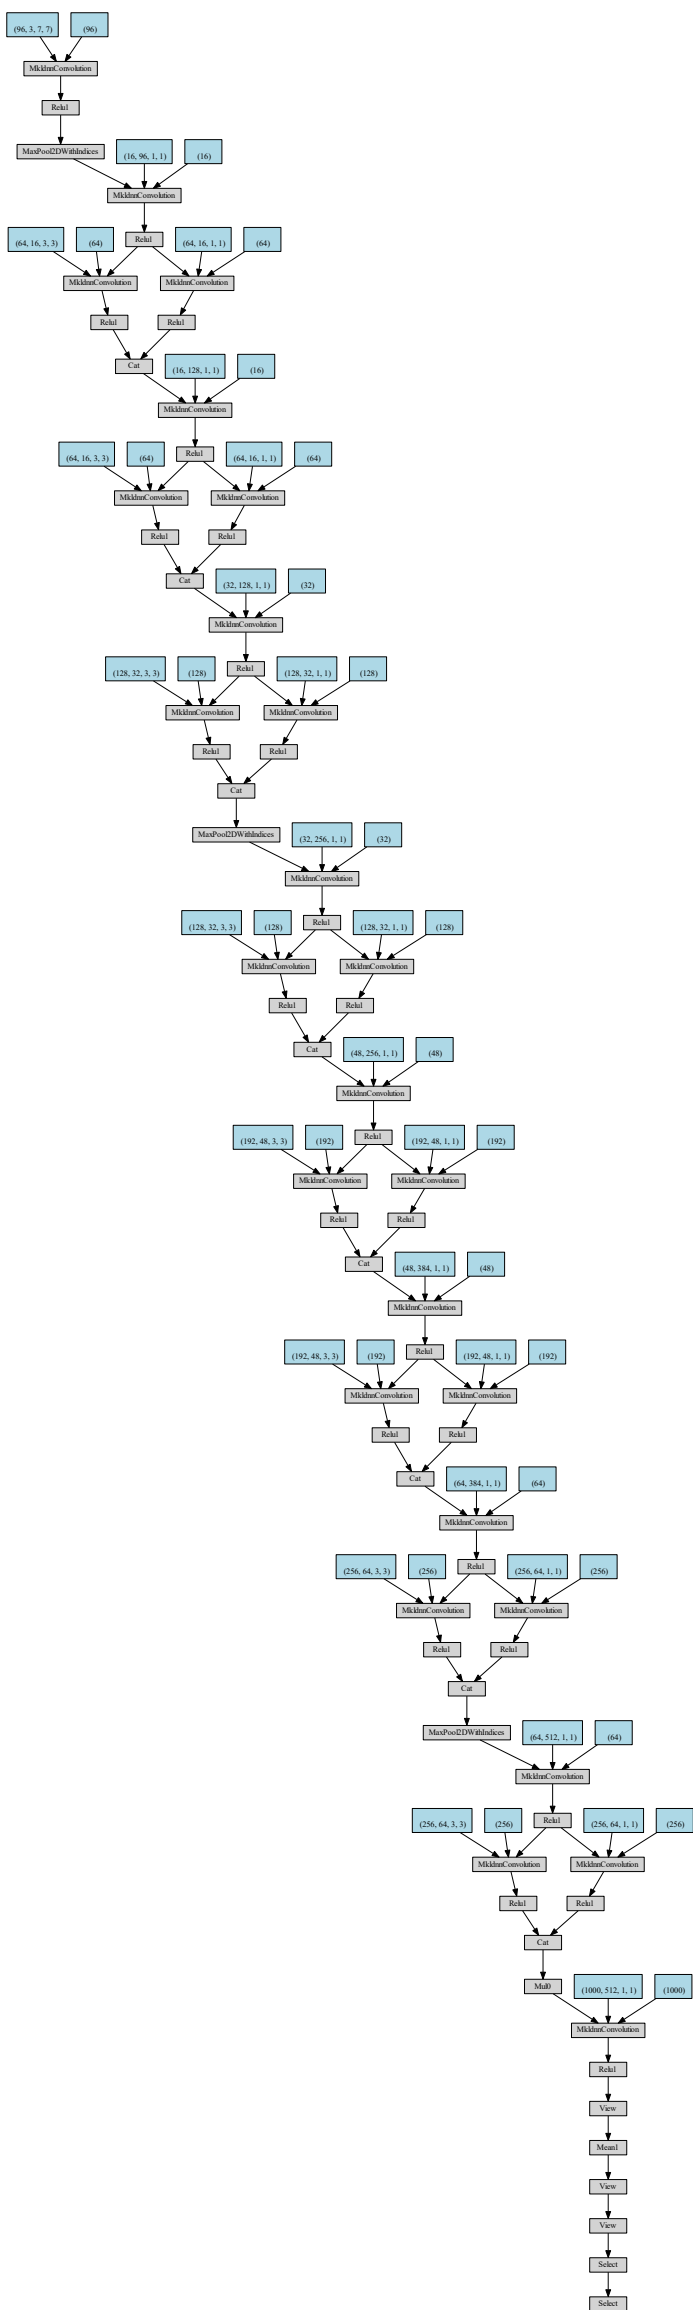 (96, 3, 7, 7) (96)
MkldnnConvolution
Relu1
MaxPool2DWithIndices (16, 96, 1, 1) (16)
MkldnnConvolution
(64, 16, 3, 3) (64) Relu1 (64, 16, 1, 1) (64)
MkldnnConvolution MkldnnConvolution
Relu1 Relu1
Cat (16, 128, 1, 1) (16)
MkldnnConvolution
(64, 16, 3, 3) (64) Relu1 (64, 16, 1, 1) (64)
MkldnnConvolution MkldnnConvolution
Relu1 Relu1
Cat (32, 128, 1, 1) (32)
MkldnnConvolution
(128, 32, 3, 3) (128) Relu1 (128, 32, 1, 1) (128)
MkldnnConvolution MkldnnConvolution
Relu1 Relu1
Cat
MaxPool2DWithIndices (32, 256, 1, 1) (32)
MkldnnConvolution
(128, 32, 3, 3) (128) Relu1 (128, 32, 1, 1) (128)
MkldnnConvolution MkldnnConvolution
Relu1 Relu1
Cat (48, 256, 1, 1) (48)
MkldnnConvolution
(192, 48, 3, 3) (192) Relu1 (192, 48, 1, 1) (192)
MkldnnConvolution MkldnnConvolution
Relu1 Relu1
Cat (48, 384, 1, 1) (48)
MkldnnConvolution
(192, 48, 3, 3) (192) Relu1 (192, 48, 1, 1) (192)
MkldnnConvolution MkldnnConvolution
Relu1 Relu1
Cat (64, 384, 1, 1) (64)
MkldnnConvolution
(256, 64, 3, 3) (256) Relu1 (256, 64, 1, 1) (256)
MkldnnConvolution MkldnnConvolution
Relu1 Relu1
Cat
MaxPool2DWithIndices (64, 512, 1, 1) (64)
MkldnnConvolution
(256, 64, 3, 3) (256) Relu1 (256, 64, 1, 1) (256)
MkldnnConvolution MkldnnConvolution
Relu1 Relu1
Cat
Mul0 (1000, 512, 1, 1) (1000)
MkldnnConvolution
Relu1
View
Mean1
View
View
Select
Select